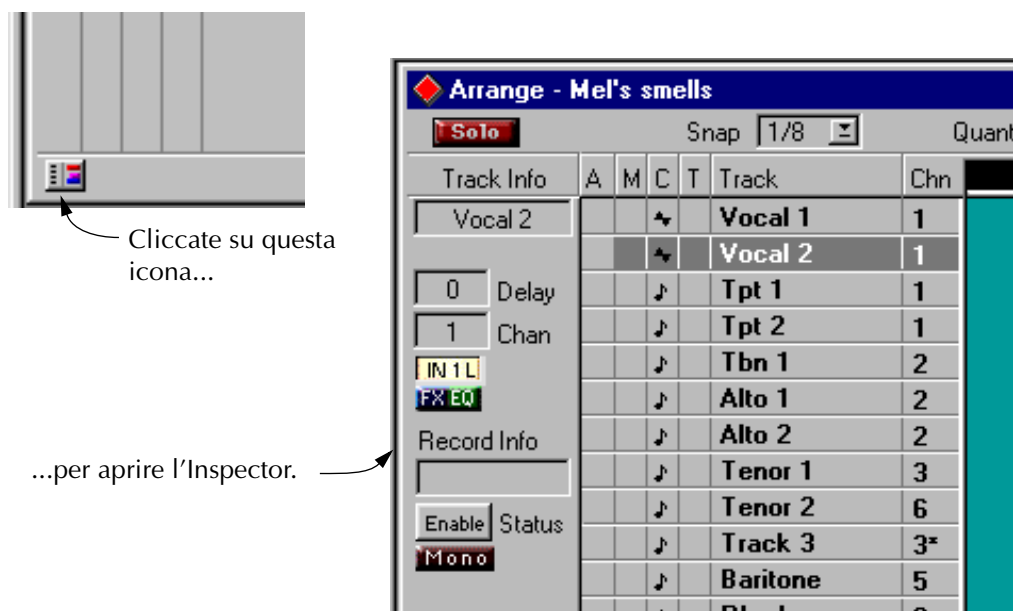 Cliccate su questa
icona...
...per aprire l'Inspector.
Arrange - Mel's smells
Solo Snap 1/8 Quant
Track Info A M C T Track Chn
Vocal 2
0 Delay
1 Chan
IN 1 L
FX EQ
Record Info
Enable Status
Mono
Vocal 1 1
Vocal 2 1
Tpt 1 1
Tpt 2 1
Tbn 1 2
Alto 1 2
Alto 2 2
Tenor 1 3
Tenor 2 6
Track 3 3*
Baritone 5